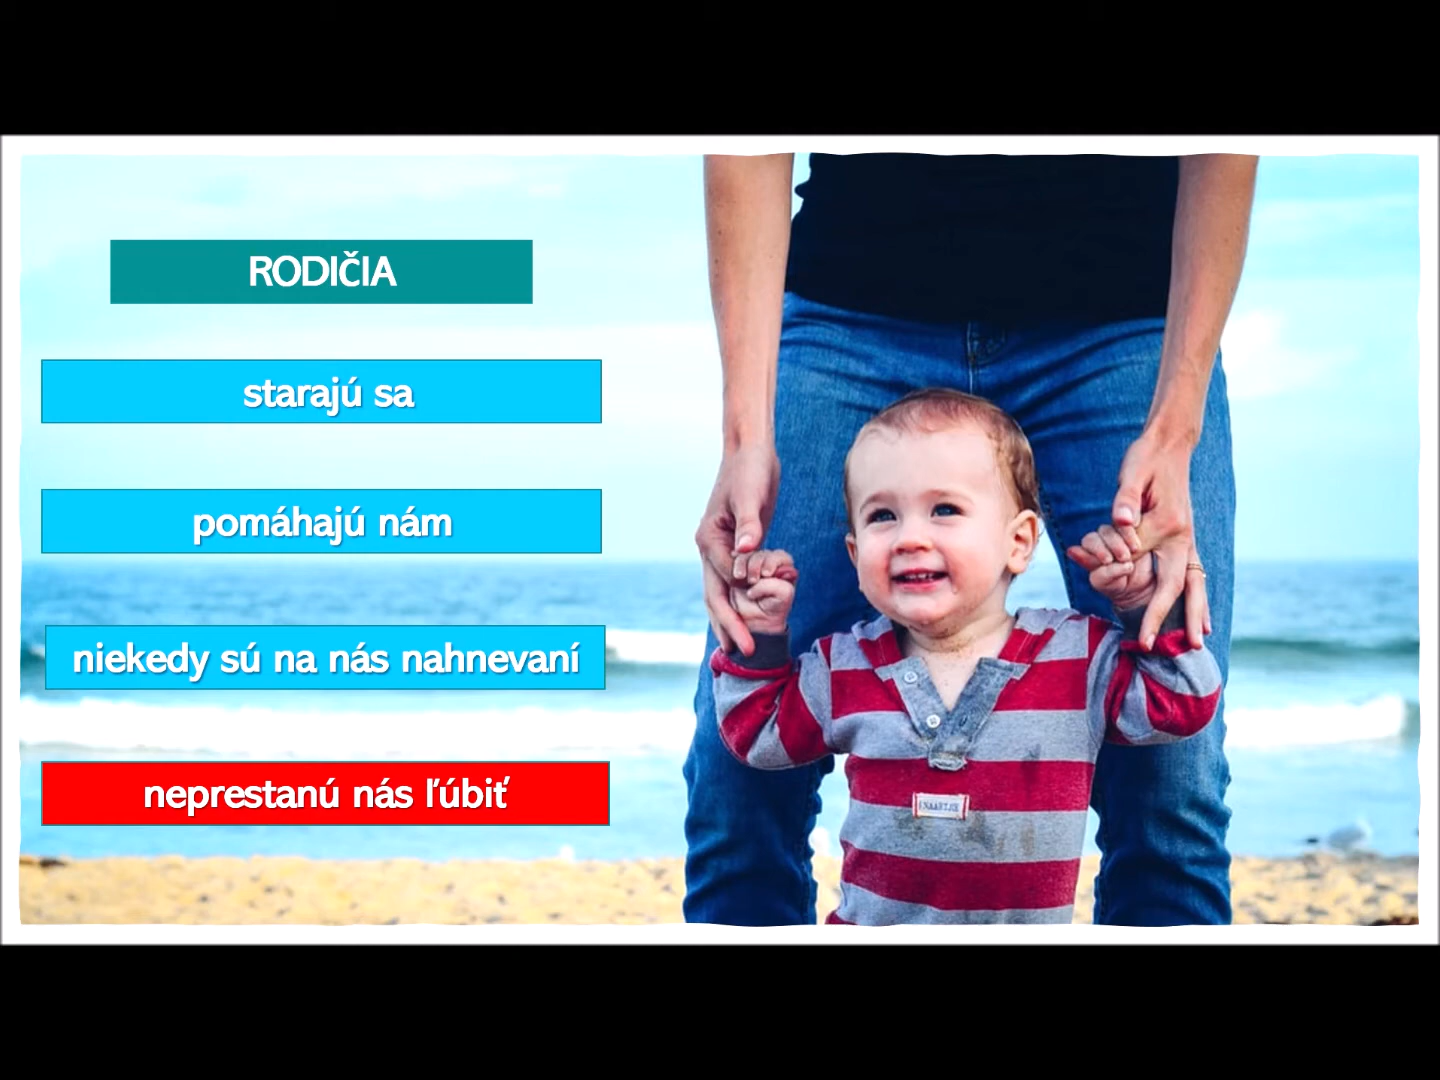 RODIČIA
starajú sa
pomáhajú nám
niekedy sú na nás nahnevaní
neprestanú nás ľúbiť